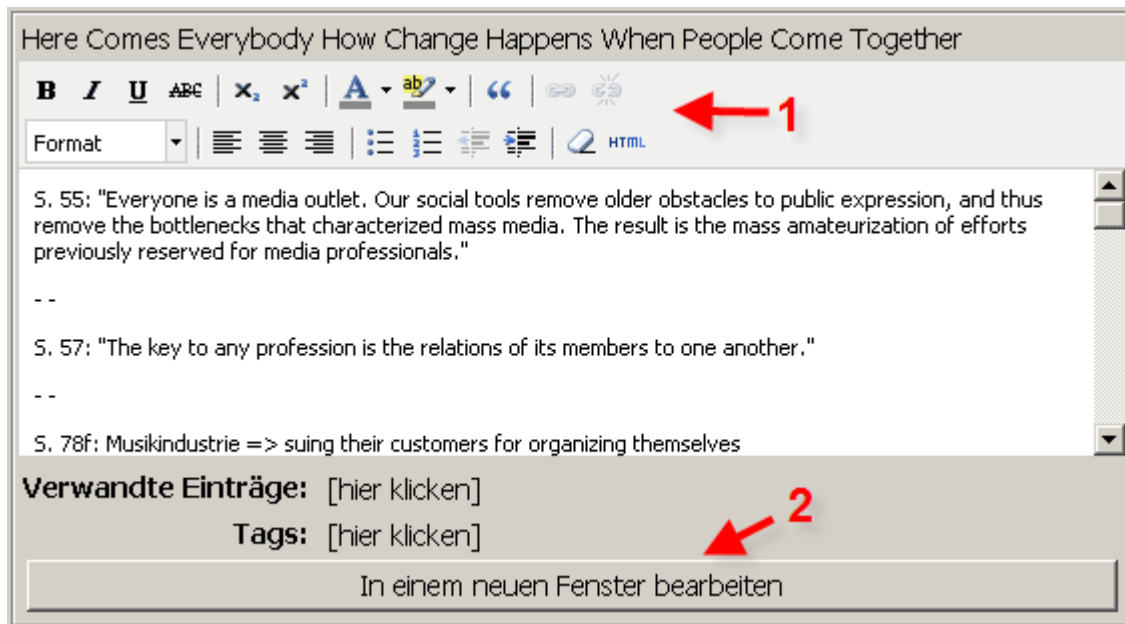 Here Comes Everybody How Change Happens When People Come Together
B I U ABC X₂ X² A ab “
1
Format HTML
S. 55: "Everyone is a media outlet. Our social tools remove older obstacles to public expression, and thus
remove the bottlenecks that characterized mass media. The result is the mass amateurization of efforts
previously reserved for media professionals."
- -
S. 57: "The key to any profession is the relations of its members to one another."
- -
S. 78f: Musikindustrie => suing their customers for organizing themselves
Verwandte Einträge: [hier klicken]
2
Tags: [hier klicken]
In einem neuen Fenster bearbeiten